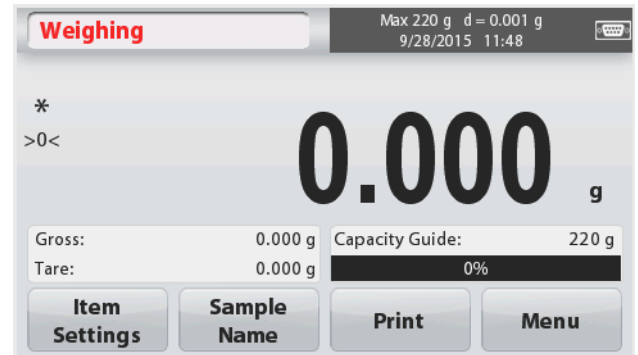 Weighing
Max 220 g d = 0.001 g
9/28/2015 11:48
*
>0<
0.000 g
Gross: 0.000 g
Tare: 0.000 g
Capacity Guide: 220 g
0%
Item
Settings
Sample
Name
Print
Menu